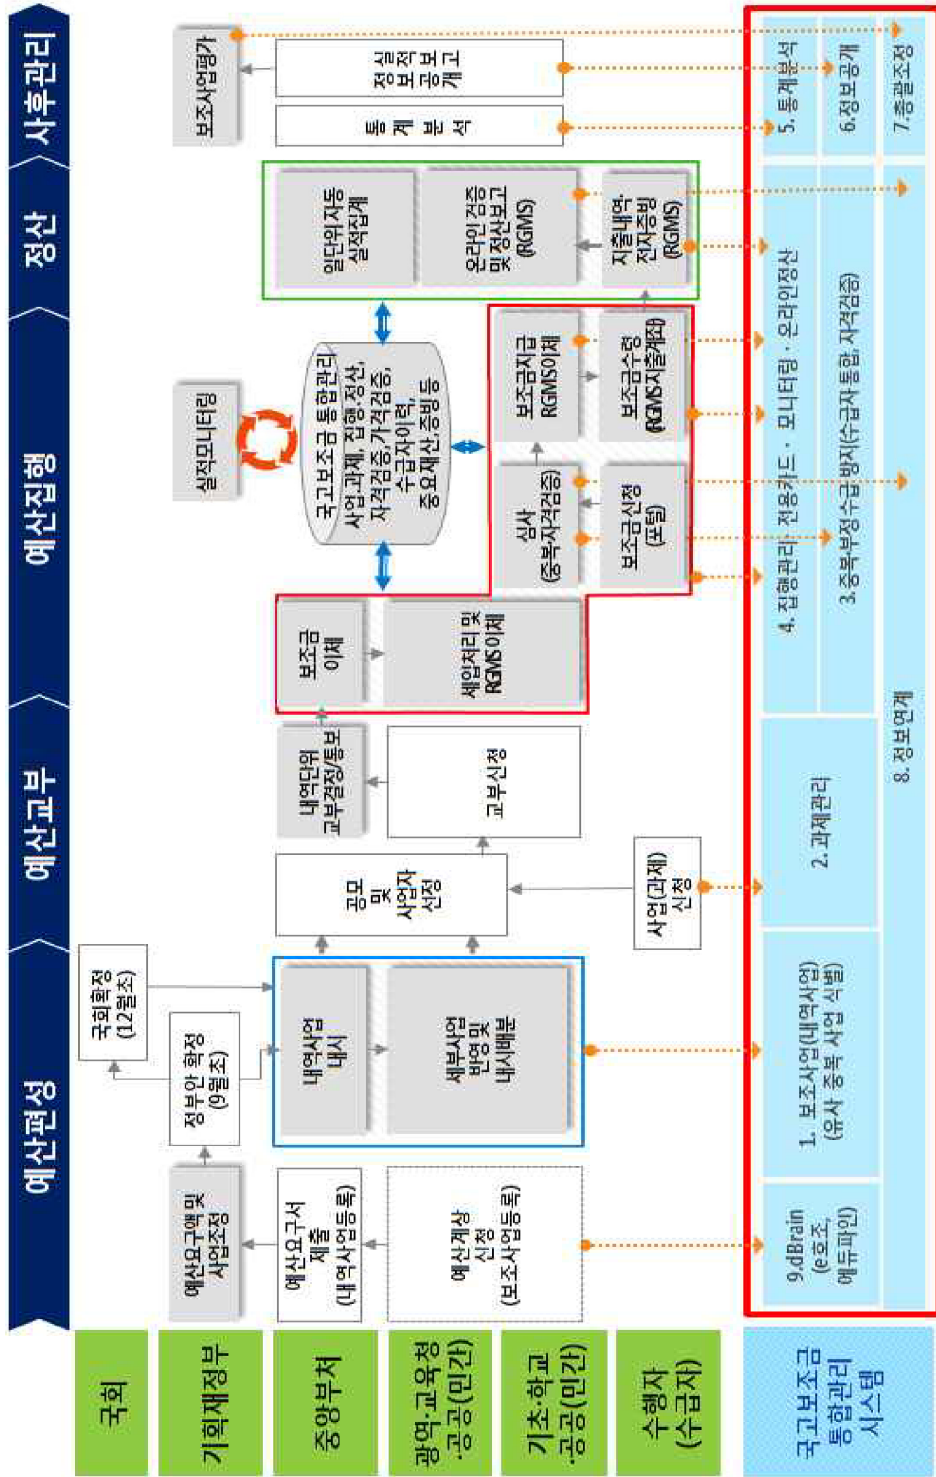 예산편성
예산교부
예산집행
정산
사후관리
국회
국회확정
(12월초)
기획재정부
예산요구액 및
사업조정
정부안 확정
(9월초)
실적모니터링
보조사업평가
중앙부처
예산요구서
제출
(내역사업등록)
내역사업
내시
공모
및
사업자
선정
내역단위
교부결정/통보
보조금
이체
국고보조금 통합관리
사업·과제, 집행·정산,
자격검증,가격검증,
수급자이력,
중요재산,증빙 등
일단위 자동
실적집계
통계분석
실적보고
정보공개
광역·교육청
·공공(민간)
예산계상
신청
(보조사업등록)
세부사업
반영 및
내시배분
교부신청
세입처리 및
RGMS이체
온라인 검증
및 정산보고
(RGMS)
기초·학교
·공공(민간)
심사
(중복·자격검증)
보조금지급
RGMS이체
수행자
(수급자)
사업(과제)
신청
보조금신청
(포털)
보조금수령
(RGMS지출계좌)
지출내역·
전자증빙
(RGMS)
국고보조금
통합관리
시스템
9.dBrain
(e호조,
에듀파인)
1. 보조사업(내역사업)
(유사 중복 사업 식별)
2. 과제관리
4. 집행관리· 전용카드 · 모니터링 · 온라인정산
3.중복·부정수급 방지(수급자 통합, 자격검증)
5. 통계분석
6.정보공개
7.총괄조정
8. 정보연계